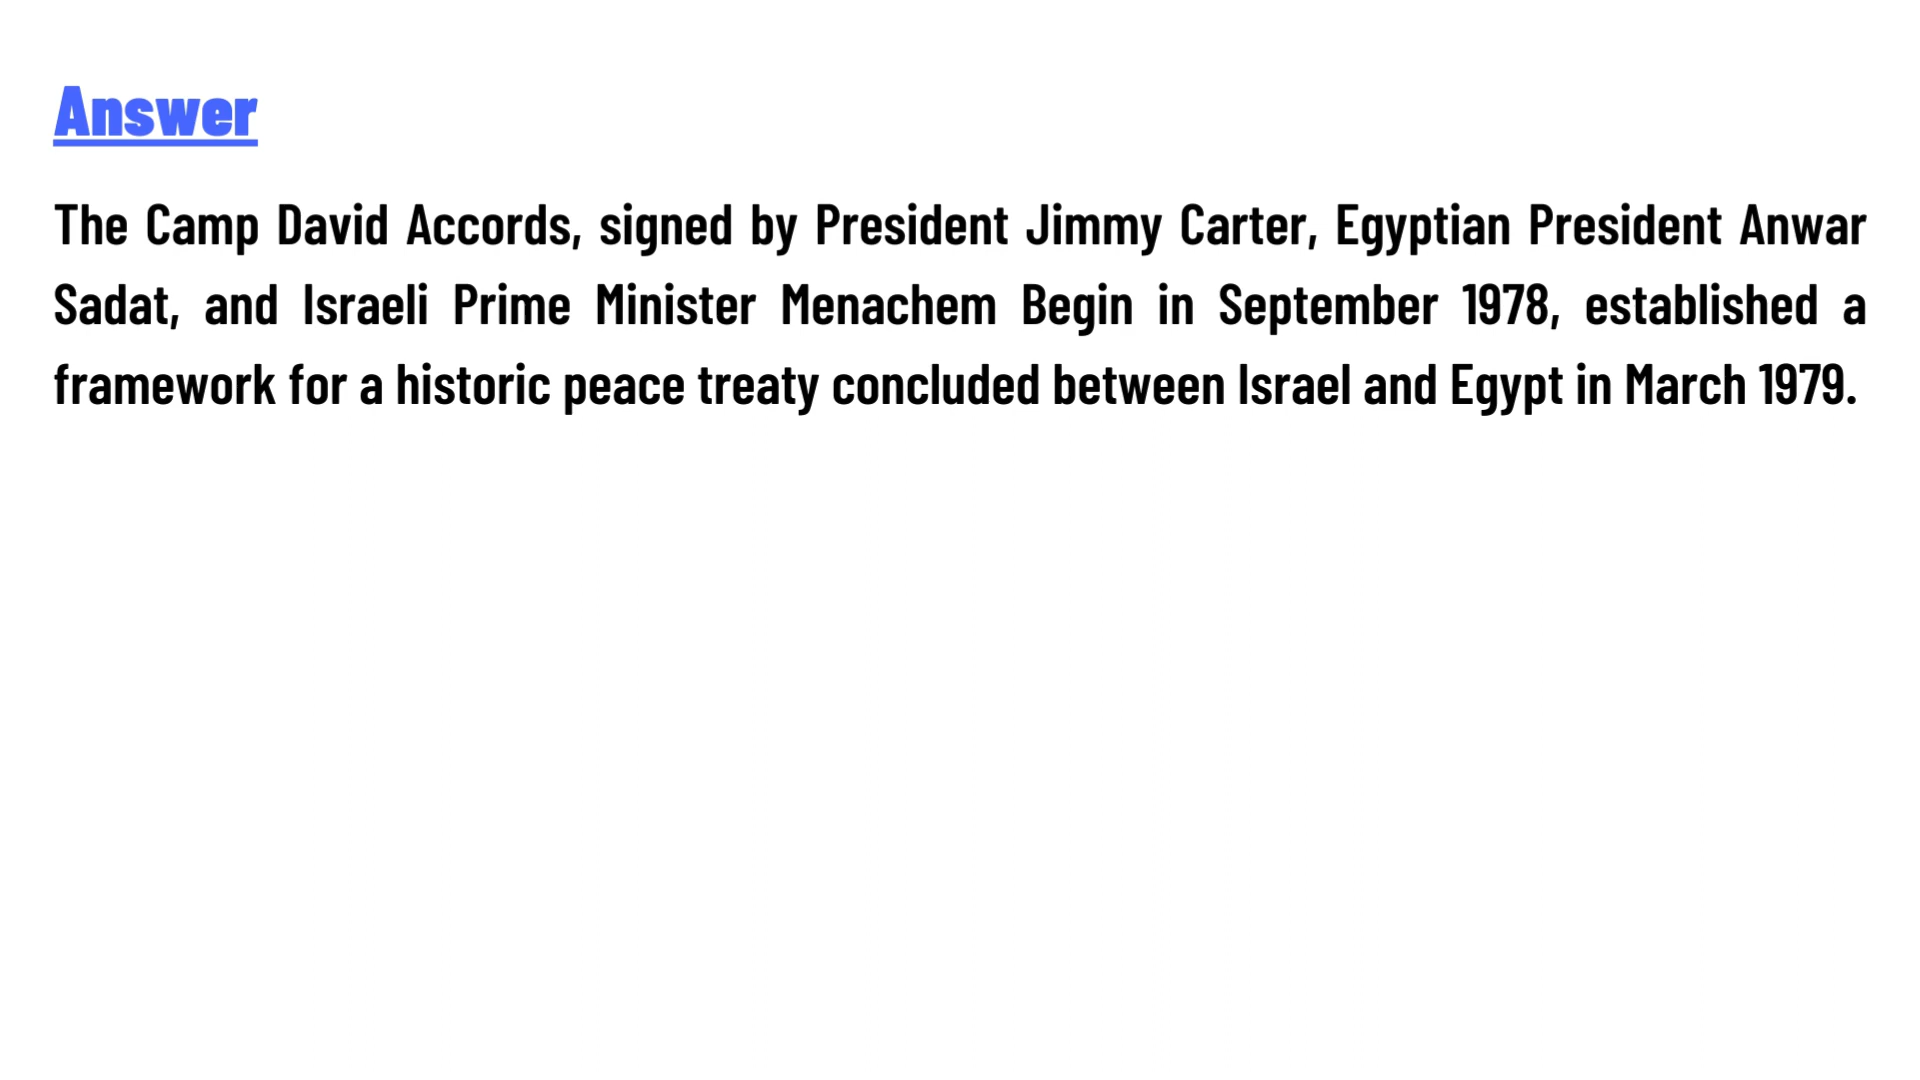 Answer
The Camp David Accords, signed by President Jimmy Carter, Egyptian President Anwar
Sadat, and Israeli Prime Minister Menachem Begin in September 1978, established a
framework for a historic peace treaty concluded between Israel and Egypt in March 1979.